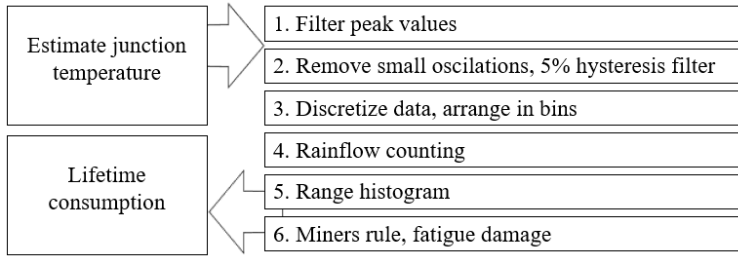 Estimate junction
temperature
1. Filter peak values
2. Remove small oscilations, 5% hysteresis filter
3. Discretize data, arrange in bins
4. Rainflow counting
5. Range histogram
6. Miners rule, fatigue damage
Lifetime
consumption